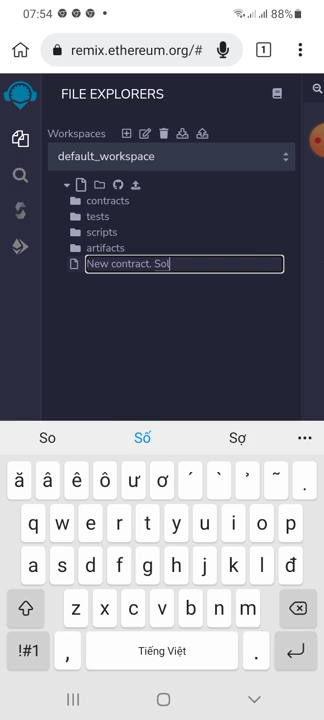 07:54
88%
remix.ethereum.org/#
1
FILE EXPLORERS
Workspaces
default_workspace
contracts
tests
scripts
artifacts
New contract. Sol
So Số Sợ
ă â ê ô ư ơ ́ ̀ ̉ ̃ .
q w e r t y u i o p
a s d f g h j k l đ
z x c v b n m
!#1 , Tiếng Việt .